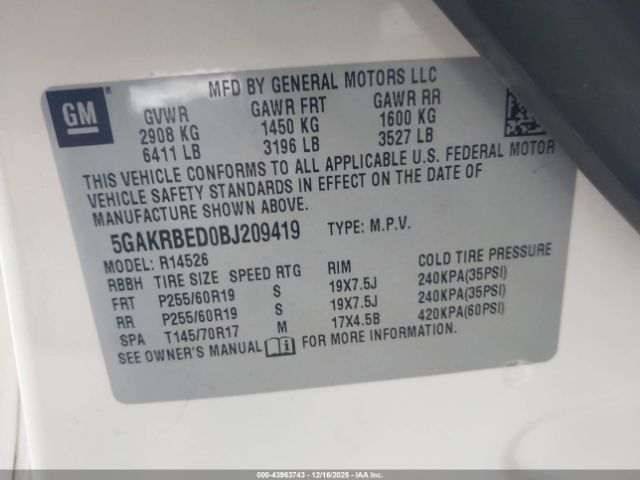 MFD BY GENERAL MOTORS LLC
GM ®
GVWR GAWR FRT GAWR RR
2908 KG 1450 KG 1600 KG
6411 LB 3196 LB 3527 LB
THIS VEHICLE CONFORMS TO ALL APPLICABLE U.S. FEDERAL MOTOR
VEHICLE SAFETY STANDARDS IN EFFECT ON THE DATE OF
MANUFACTURE SHOWN ABOVE.
5GAKRBED0BJ209419 TYPE: M.P.V.
MODEL: R14526
RBBH TIRE SIZE SPEED RTG RIM COLD TIRE PRESSURE
FRT P255/60R19 S 19X7.5J 240KPA(35PSI)
RR P255/60R19 S 19X7.5J 240KPA(35PSI)
SPA T145/70R17 M 17X4.5B 420KPA(60PSI)
SEE OWNER'S MANUAL FOR MORE INFORMATION.
000-43963743 - 12/16/2025 - IAAI.com, Inc.